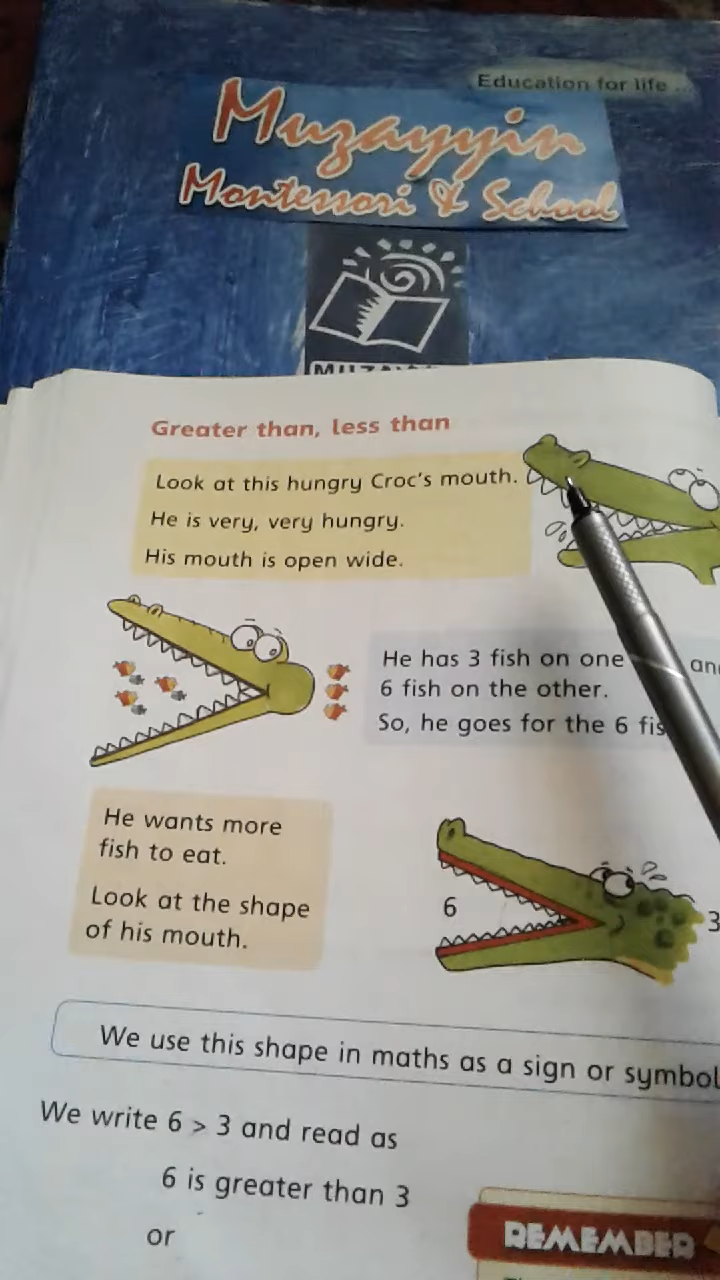 Education for life ..
Muzayyin
Montessori & School
Greater than, less than
Look at this hungry Croc's mouth.
He is very, very hungry.
His mouth is open wide.
He has 3 fish on one
6 fish on the other.
So, he goes for the 6
He wants more
fish to eat.
Look at the shape
of his mouth.
6
3
We use this shape in maths as a sign or symbol
We write 6 > 3 and read as
6 is greater than 3
or
REMEMBER